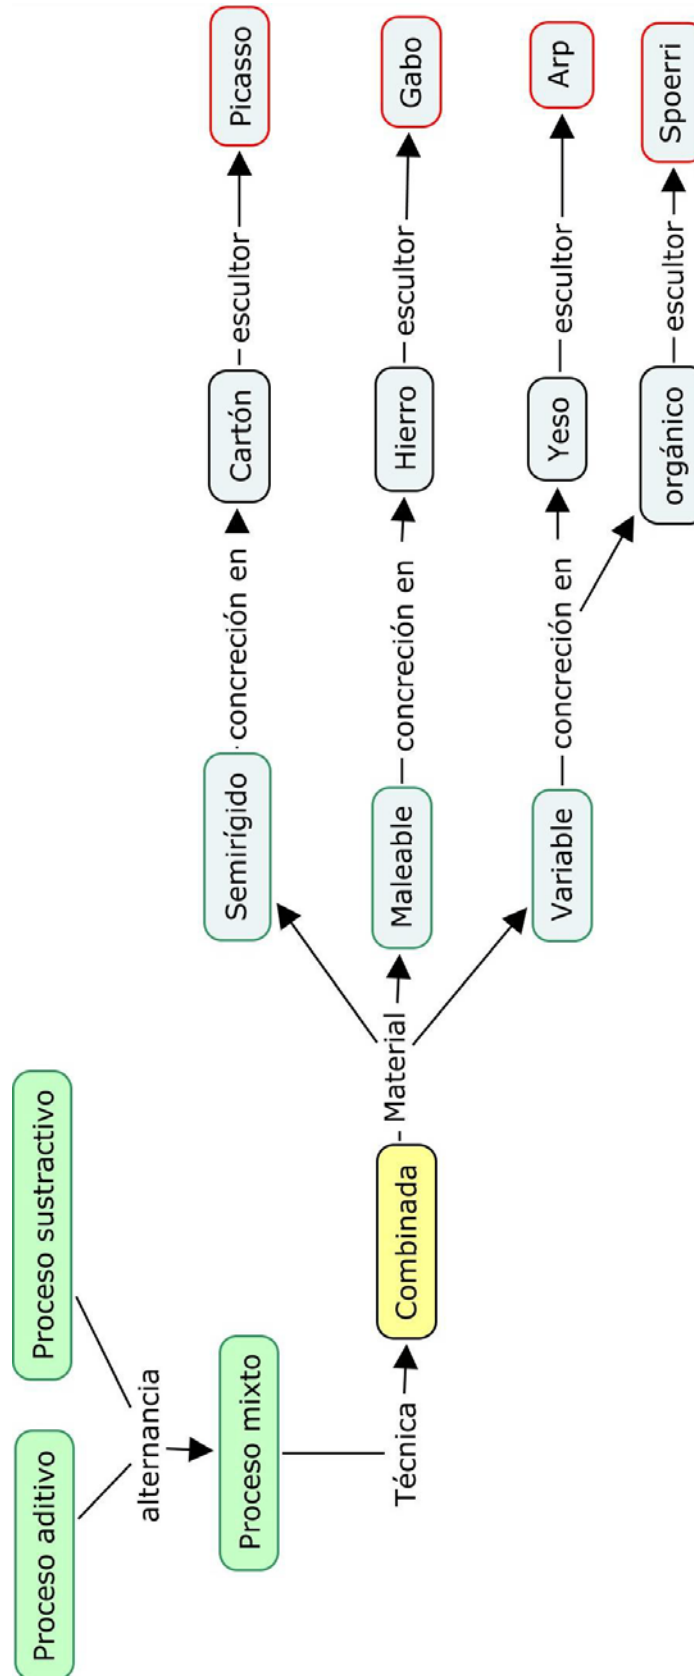 Proceso aditivo
Proceso sustractivo
alternancia
Proceso mixto
Técnica
Combinada
Material
Semirígido
concreción en
Cartón
escultor
Picasso
Maleable
concreción en
Hierro
escultor
Gabo
Variable
concreción en
Yeso
escultor
Arp
orgánico
escultor
Spoerri